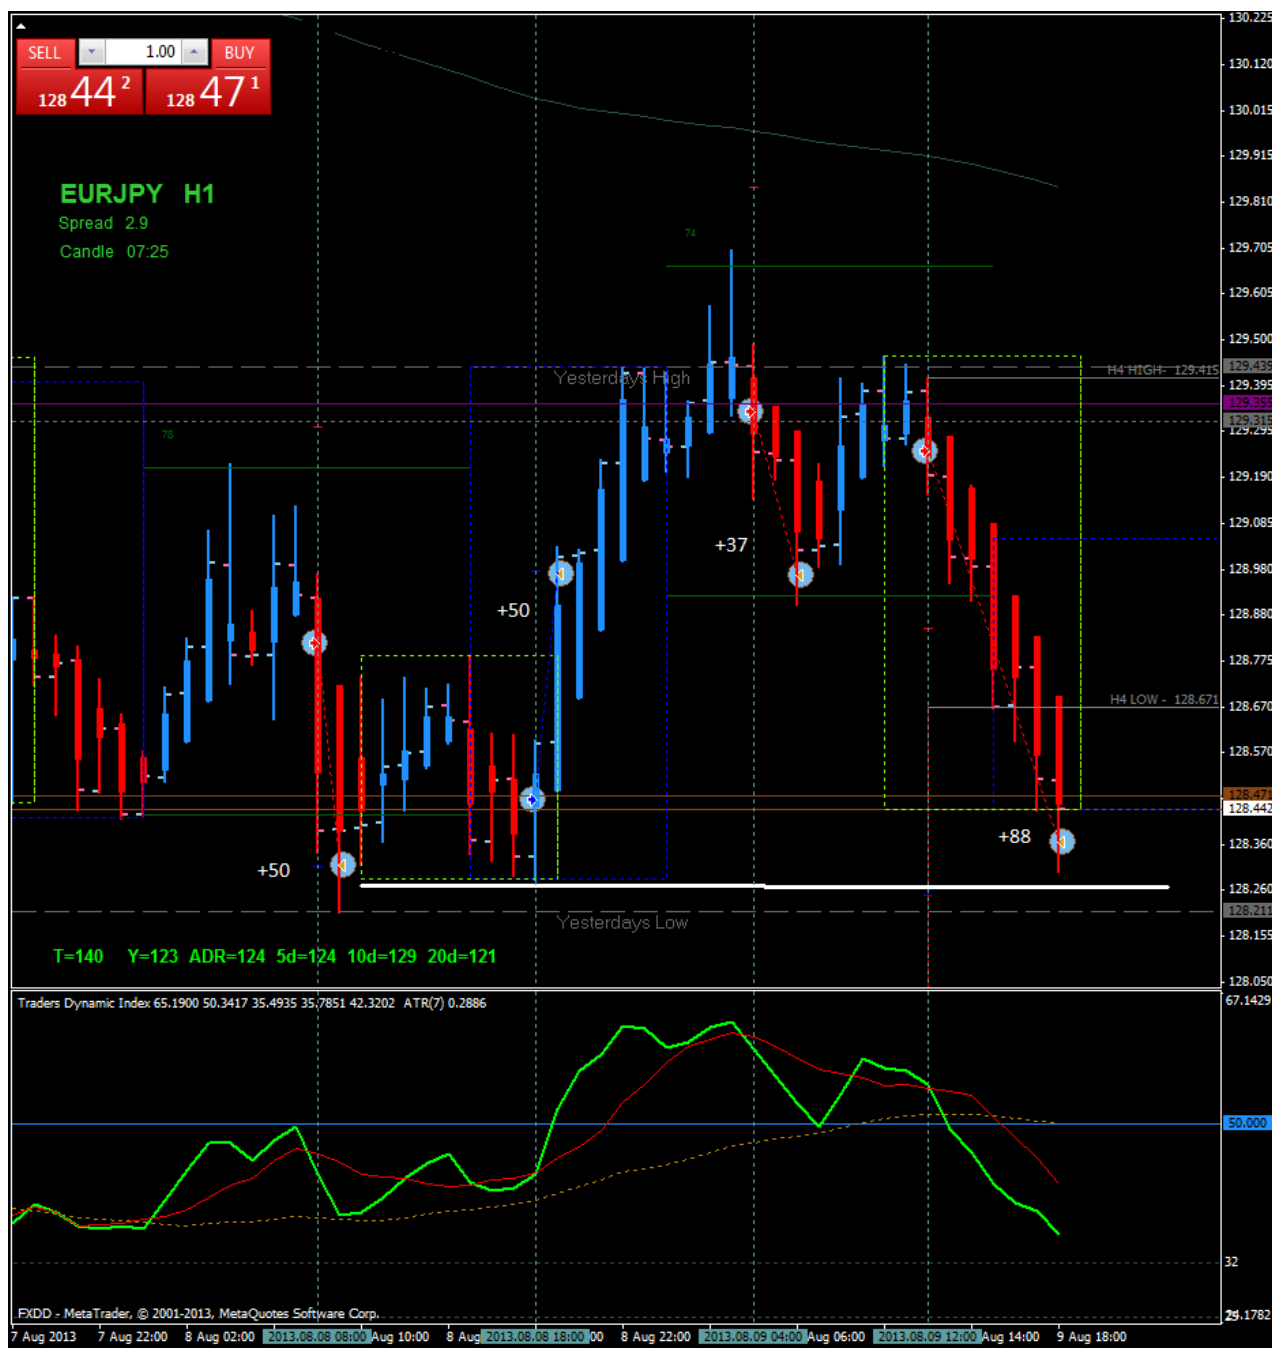 130.225
SELL 1.00 BUY
128 44 2 128 47 1
130.120
130.015
129.915
EURJPY H1
Spread 2.9
Candle 07:25
129.810
74
129.705
129.605
129.500
129.435
Yesterdays High
H4 HIGH- 129.415
129.395
129.355
129.315
129.295
78
129.190
129.085
+37
128.980
+50
128.880
128.775
H4 LOW - 128.671
128.670
128.570
128.471
128.442
+88
128.360
+50
128.260
128.211
Yesterdays Low
128.155
T=140 Y=123 ADR=124 5d=124 10d=129 20d=121
128.050
Traders Dynamic Index 65.1900 50.3417 35.4935 35.7851 42.3202 ATR(7) 0.2886
67.1429
50.000
32
FXDD - MetaTrader, © 2001-2013, MetaQuotes Software Corp.
7 Aug 2013 7 Aug 22:00 8 Aug 02:00 2013.08.08 08:00 Aug 10:00 8 Aug 2013.08.08 18:00 00 8 Aug 22:00 2013.08.09 04:00 Aug 06:00 2013.08.09 12:00 Aug 14:00 9 Aug 18:00